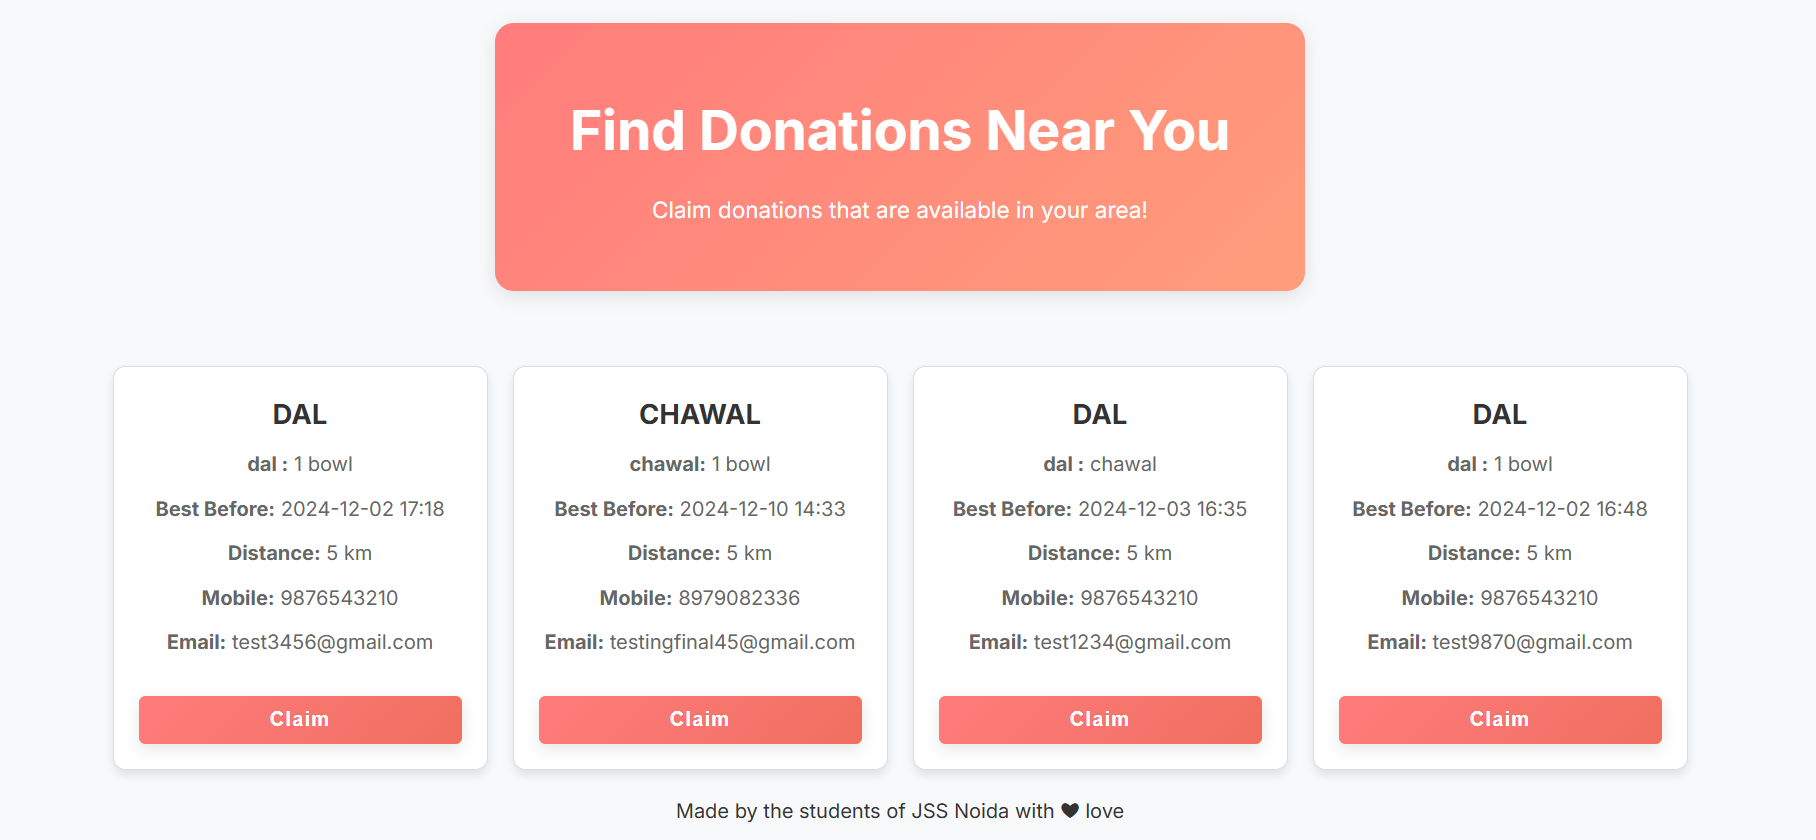 Find Donations Near You
Claim donations that are available in your area!
DAL
dal : 1 bowl
Best Before: 2024-12-02 17:18
Distance: 5 km
Mobile: 9876543210
Email: test3456@gmail.com
Claim
CHAWAL
chawal: 1 bowl
Best Before: 2024-12-10 14:33
Distance: 5 km
Mobile: 8979082336
Email: testingfinal45@gmail.com
Claim
DAL
dal : chawal
Best Before: 2024-12-03 16:35
Distance: 5 km
Mobile: 9876543210
Email: test1234@gmail.com
Claim
DAL
dal : 1 bowl
Best Before: 2024-12-02 16:48
Distance: 5 km
Mobile: 9876543210
Email: test9870@gmail.com
Claim
Made by the students of JSS Noida with ♥ love